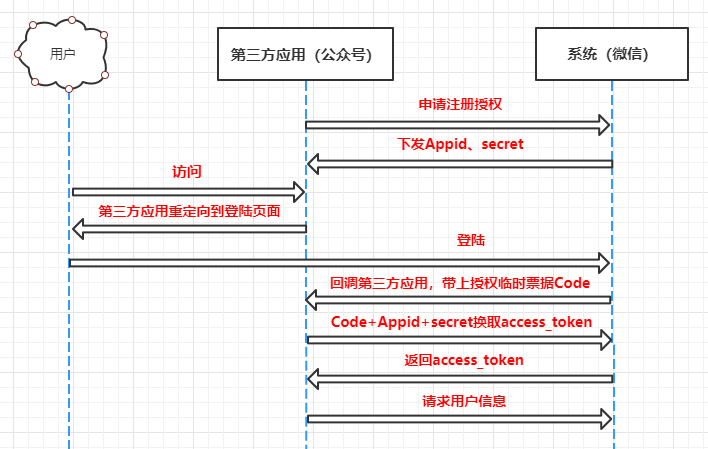 用户
第三方应用（公众号）
系统（微信）
申请注册授权
下发Appid、secret
访问
第三方应用重定向到登陆页面
登陆
回调第三方应用，带上授权临时票据Code
Code+Appid+secret换取access_token
返回access_token
请求用户信息